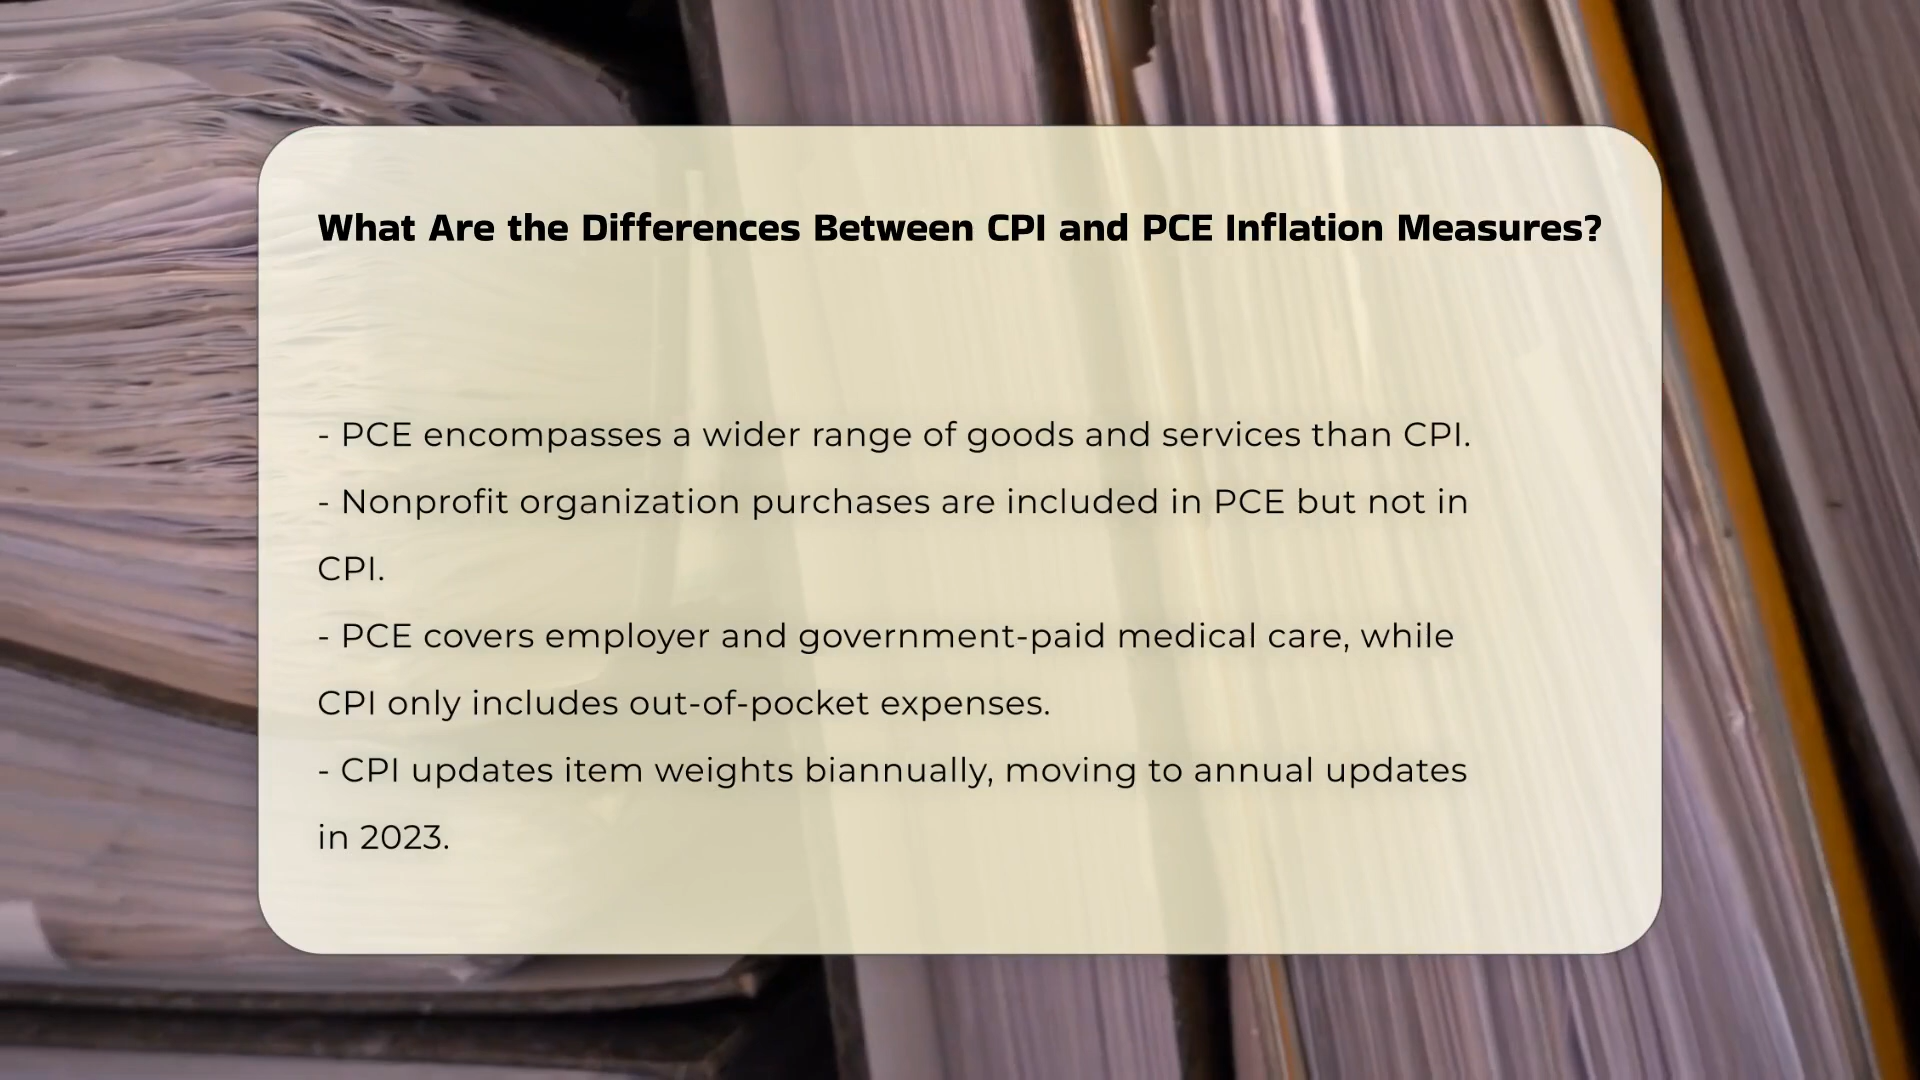 What Are the Differences Between CPI and PCE Inflation Measures?
- PCE encompasses a wider range of goods and services than CPI.
- Nonprofit organization purchases are included in PCE but not in
CPI.
- PCE covers employer and government-paid medical care, while
CPI only includes out-of-pocket expenses.
- CPI updates item weights biannually, moving to annual updates
in 2023.